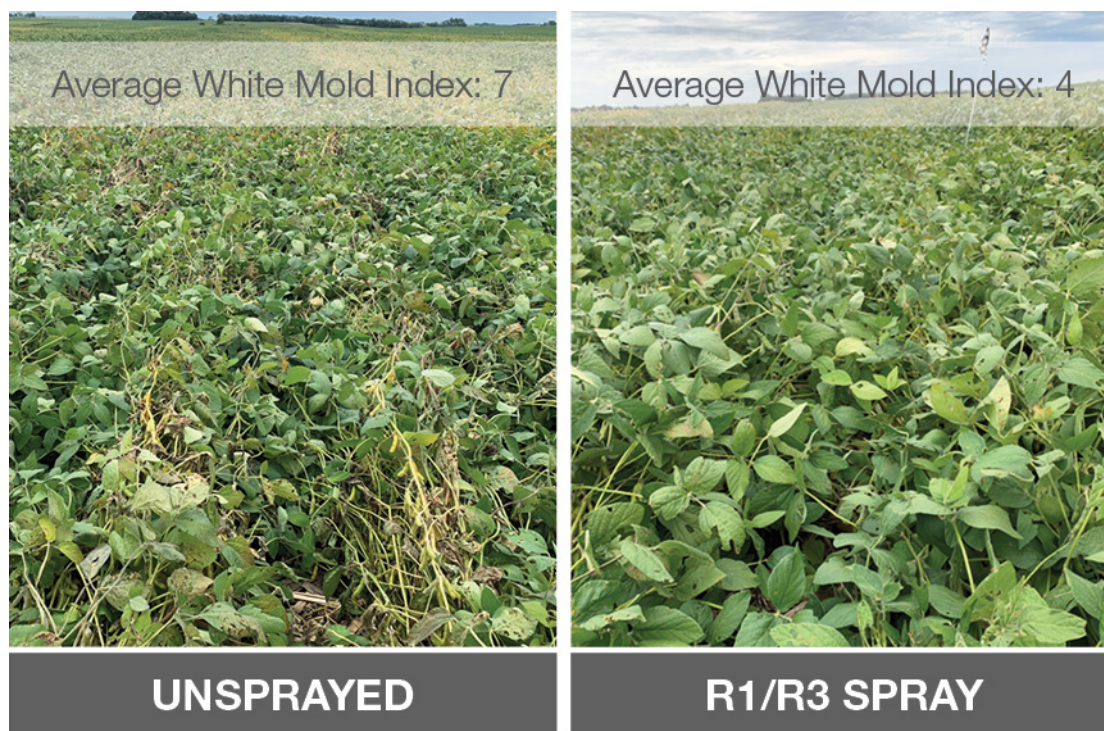 Average White Mold Index: 7
Average White Mold Index: 4
UNSPRAYED
R1/R3 SPRAY